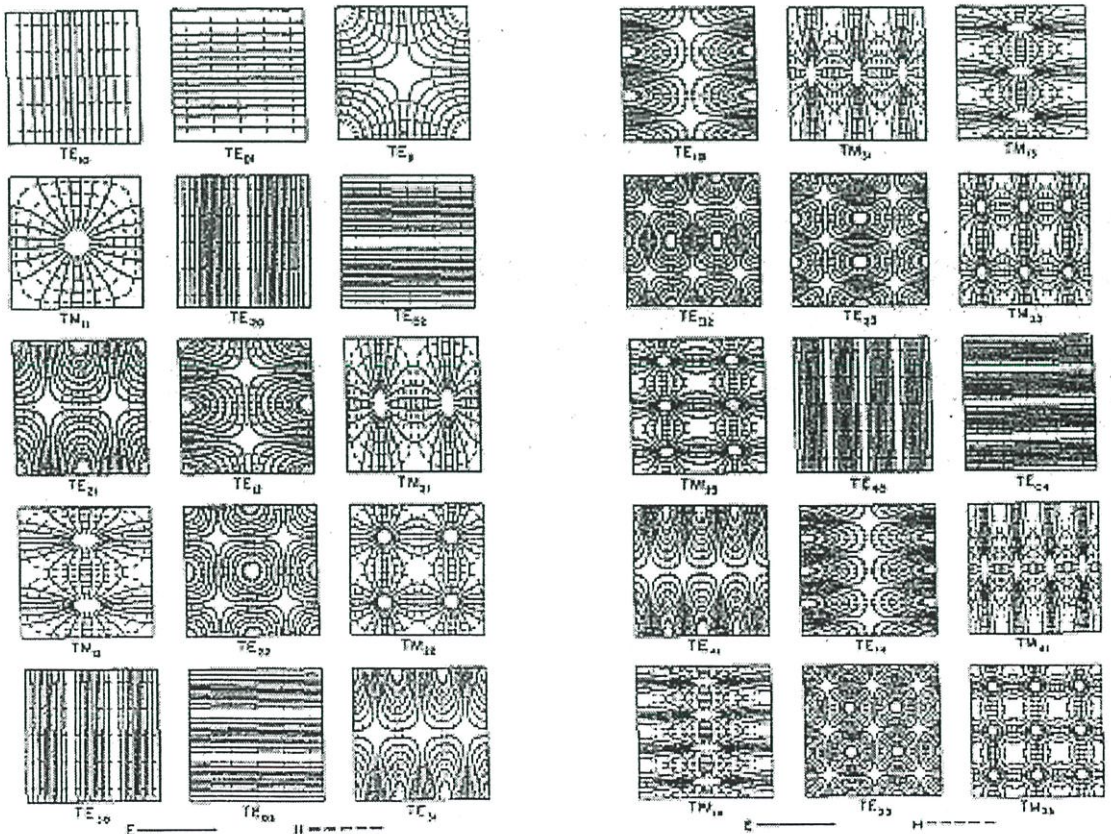 TE₁₀ TE₀₁ TE₁₁
TM₁₁ TE₂₀ TE₀₂
TE₂₁ TE₁₂ TM₂₁
TM₁₂ TE₂₂ TM₂₂
TE₃₀ TE₀₃ TE₃₁
E H
TE₁₃ TM₃₁ TM₁₃
TE₃₂ TE₂₃ TM₃₂
TM₂₃ TE₄₀ TE₀₄
TE₄₁ TE₁₄ TM₄₁
TM₁₄ TE₃₃ TM₃₃
E H